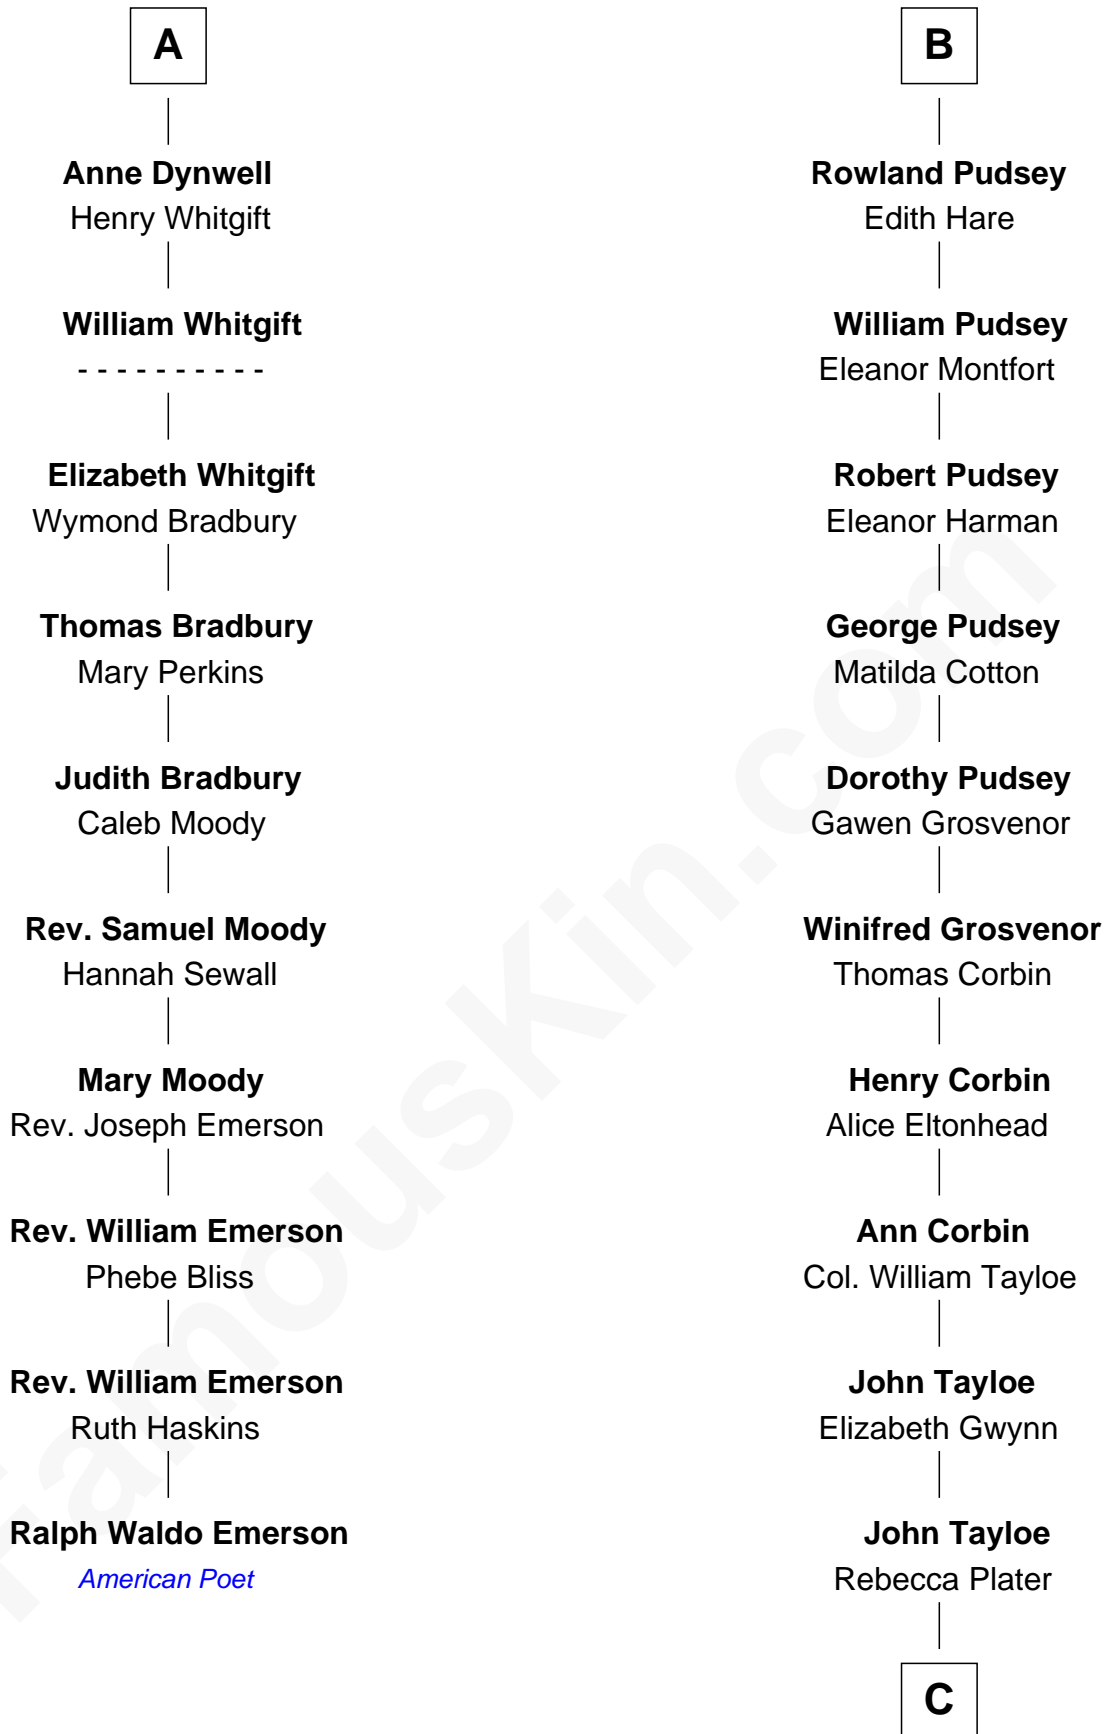 A
Anne Dynwell
Henry Whitgift
William Whitgift
- - - - - - - - - -
Elizabeth Whitgift
Wymond Bradbury
Thomas Bradbury
Mary Perkins
Judith Bradbury
Caleb Moody
Rev. Samuel Moody
Hannah Sewall
Mary Moody
Rev. Joseph Emerson
Rev. William Emerson
Phebe Bliss
Rev. William Emerson
Ruth Haskins
Ralph Waldo Emerson
American Poet
B
Rowland Pudsey
Edith Hare
William Pudsey
Eleanor Montfort
Robert Pudsey
Eleanor Harman
George Pudsey
Matilda Cotton
Dorothy Pudsey
Gawen Grosvenor
Winifred Grosvenor
Thomas Corbin
Henry Corbin
Alice Eltonhead
Ann Corbin
Col. William Tayloe
John Tayloe
Elizabeth Gwynn
John Tayloe
Rebecca Plater
C
FamousKin.com